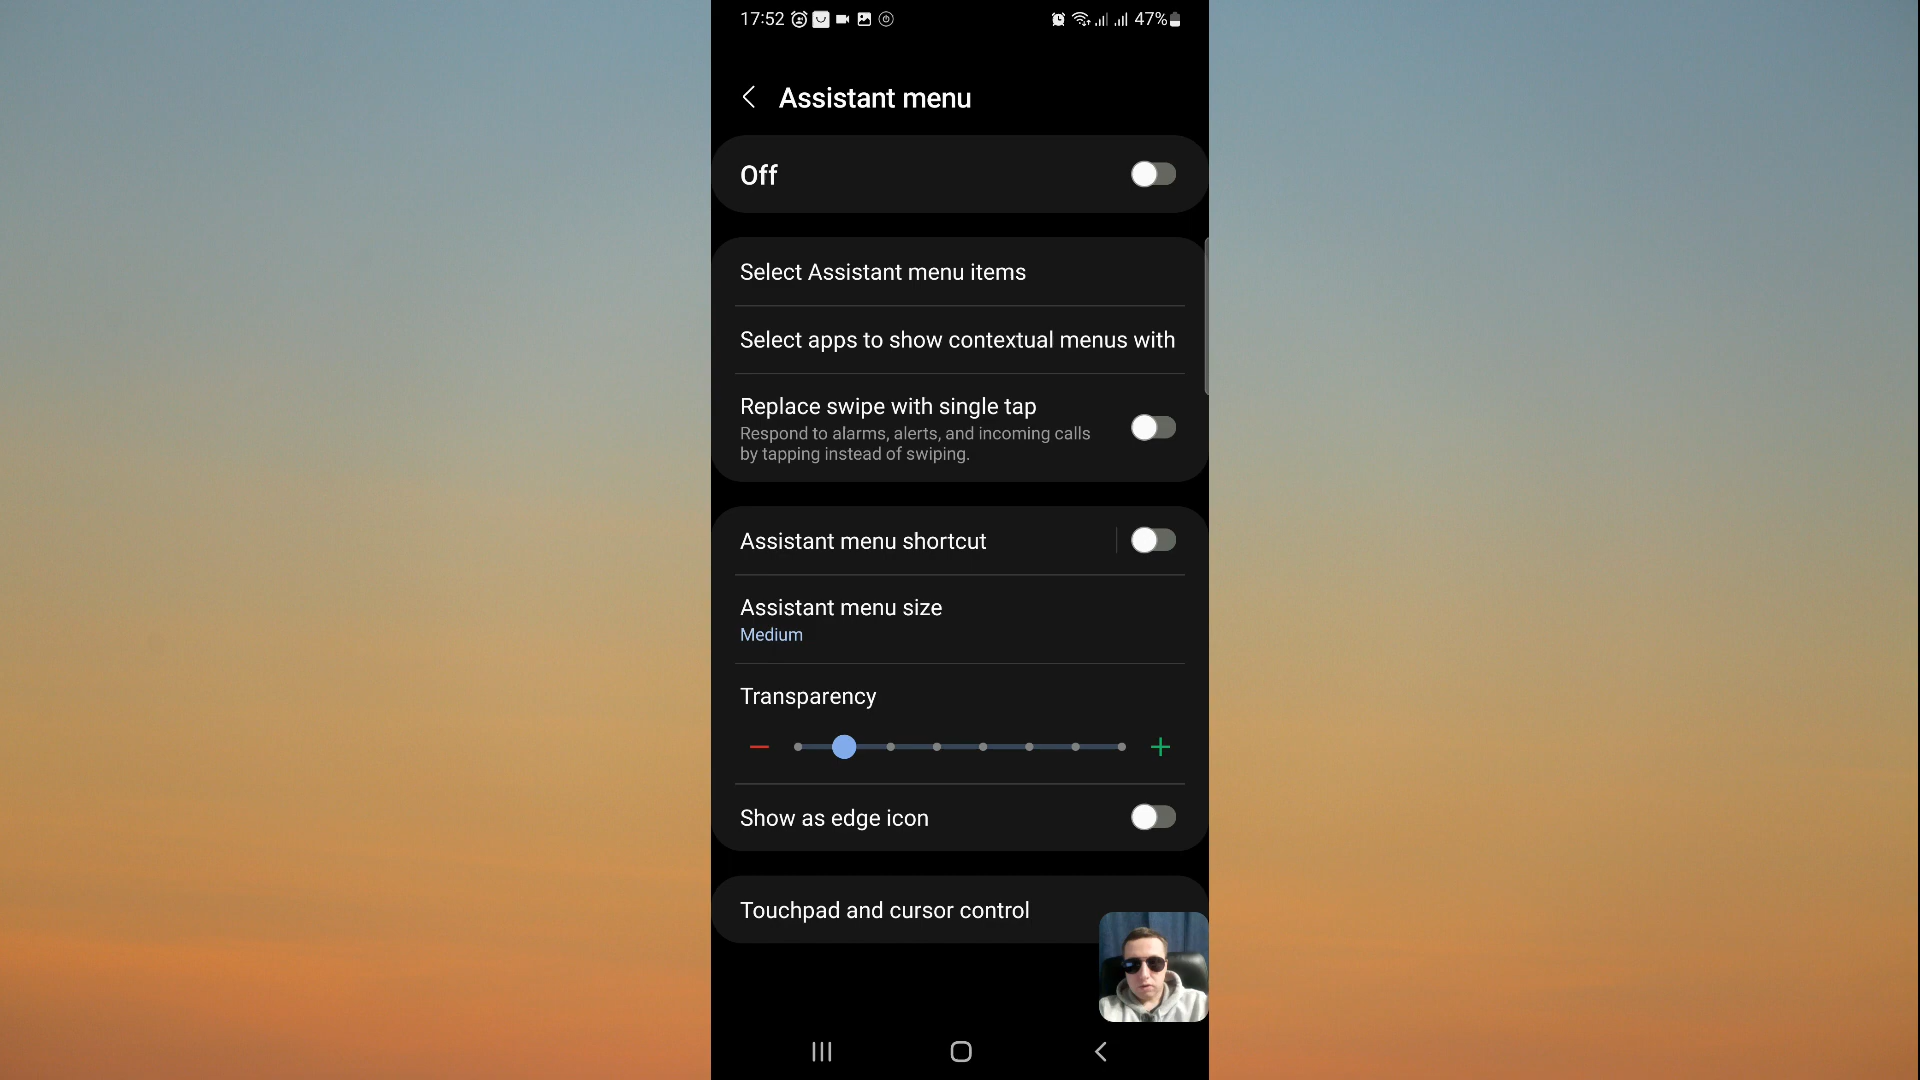 17:52 47%
Assistant menu
Off
Select Assistant menu items
Select apps to show contextual menus with
Replace swipe with single tap
Respond to alarms, alerts, and incoming calls
by tapping instead of swiping.
Assistant menu shortcut
Assistant menu size
Medium
Transparency
Show as edge icon
Touchpad and cursor control